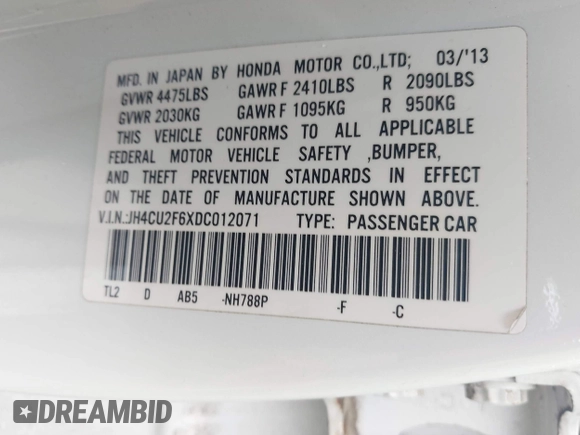 MFD. IN JAPAN BY HONDA MOTOR CO.,LTD; 03/'13
GVWR 4475LBS GAWR F 2410LBS R 2090LBS
GVWR 2030KG GAWR F 1095KG R 950KG
THIS VEHICLE CONFORMS TO ALL APPLICABLE
FEDERAL MOTOR VEHICLE SAFETY ,BUMPER,
AND THEFT PREVENTION STANDARDS IN EFFECT
ON THE DATE OF MANUFACTURE SHOWN ABOVE.
V.I.N.:JH4CU2F6XDC012071 TYPE: PASSENGER CAR
TL2 D AB5 -NH788P -F -C
DREAMBID